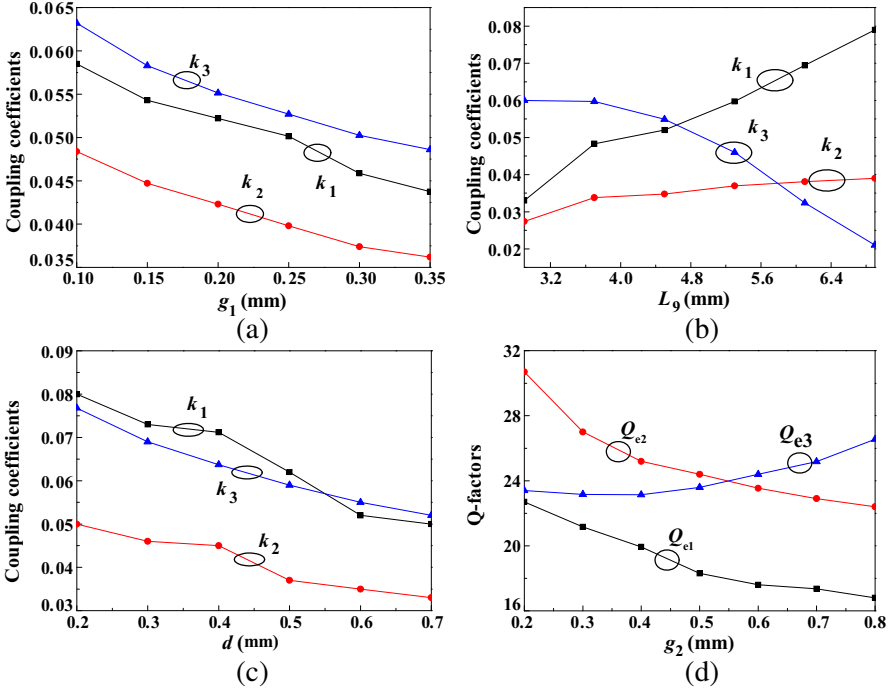 Coupling coefficients
0.065
0.060
0.055
0.050
0.045
0.040
0.035
k3
k2
k1
0.10 0.15 0.20 0.25 0.30 0.35
g1 (mm)
(a)
Coupling coefficients
0.09
0.08
0.07
0.06
0.05
0.04
0.03
0.02
k1
k3
k2
3.2 4.0 4.8 5.6 6.4
L9 (mm)
(b)
Coupling coefficients
0.09
0.08
0.07
0.06
0.05
0.04
0.03
k1
k3
k2
0.2 0.3 0.4 0.5 0.6 0.7
d (mm)
(c)
Q-factors
32
28
24
20
16
Qe2
Qe3
Qe1
0.2 0.3 0.4 0.5 0.6 0.7 0.8
g2 (mm)
(d)